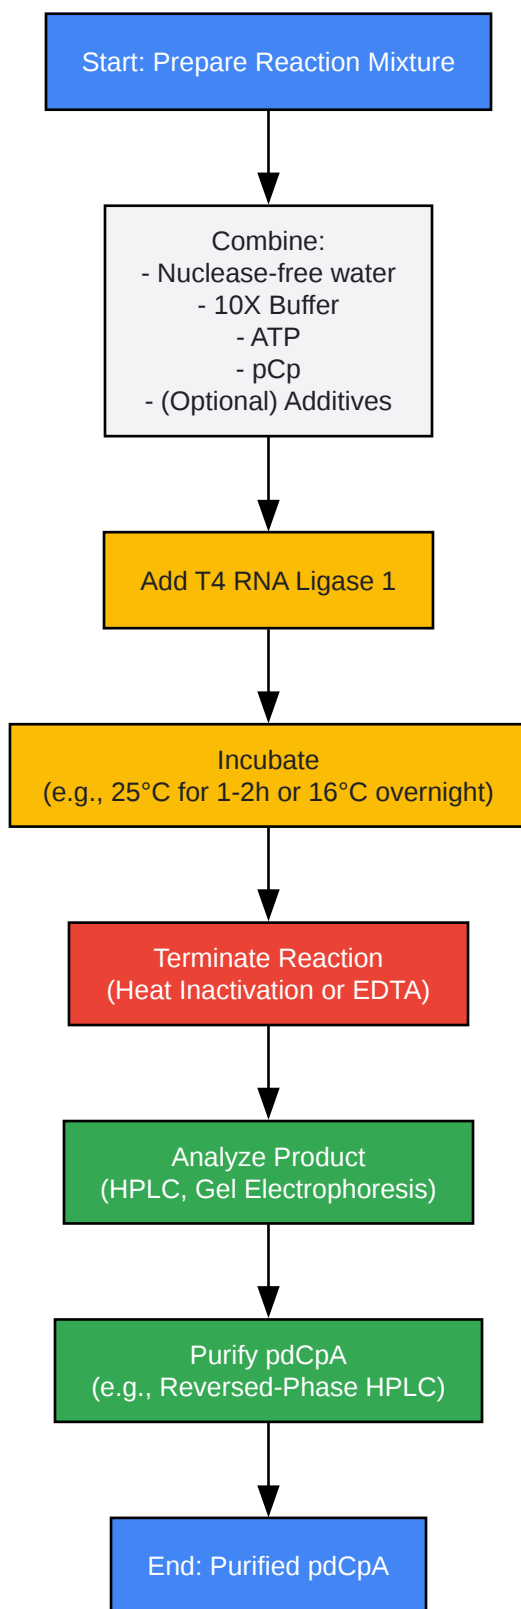 Start: Prepare Reaction Mixture
Combine:
- Nuclease-free water
- 10X Buffer
- ATP
- pCp
- (Optional) Additives
Add T4 RNA Ligase 1
Incubate
(e.g., 25°C for 1-2h or 16°C overnight)
Terminate Reaction
(Heat Inactivation or EDTA)
Analyze Product
(HPLC, Gel Electrophoresis)
Purify pdCpA
(e.g., Reversed-Phase HPLC)
End: Purified pdCpA